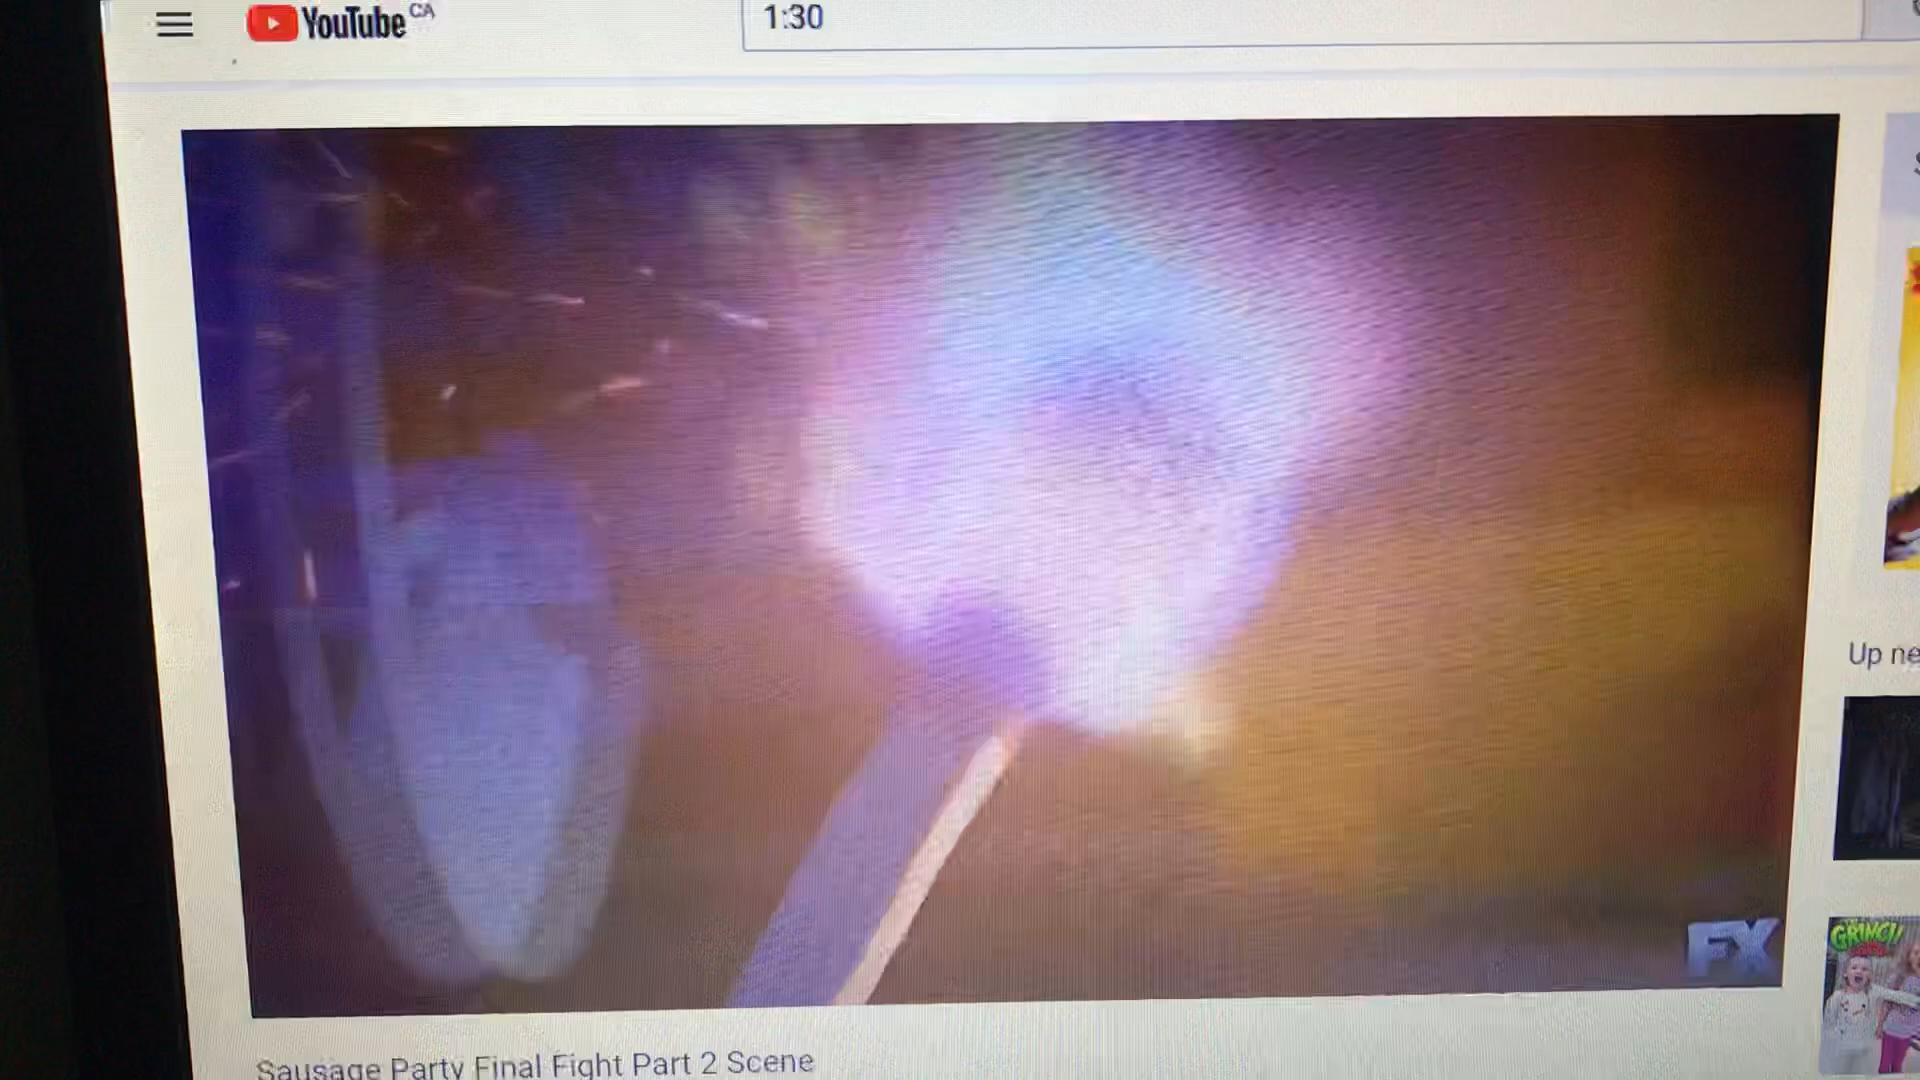 YouTube CA
1:30
Up ne
FX
GRINCH
Sausage Party Final Fight Part 2 Scene